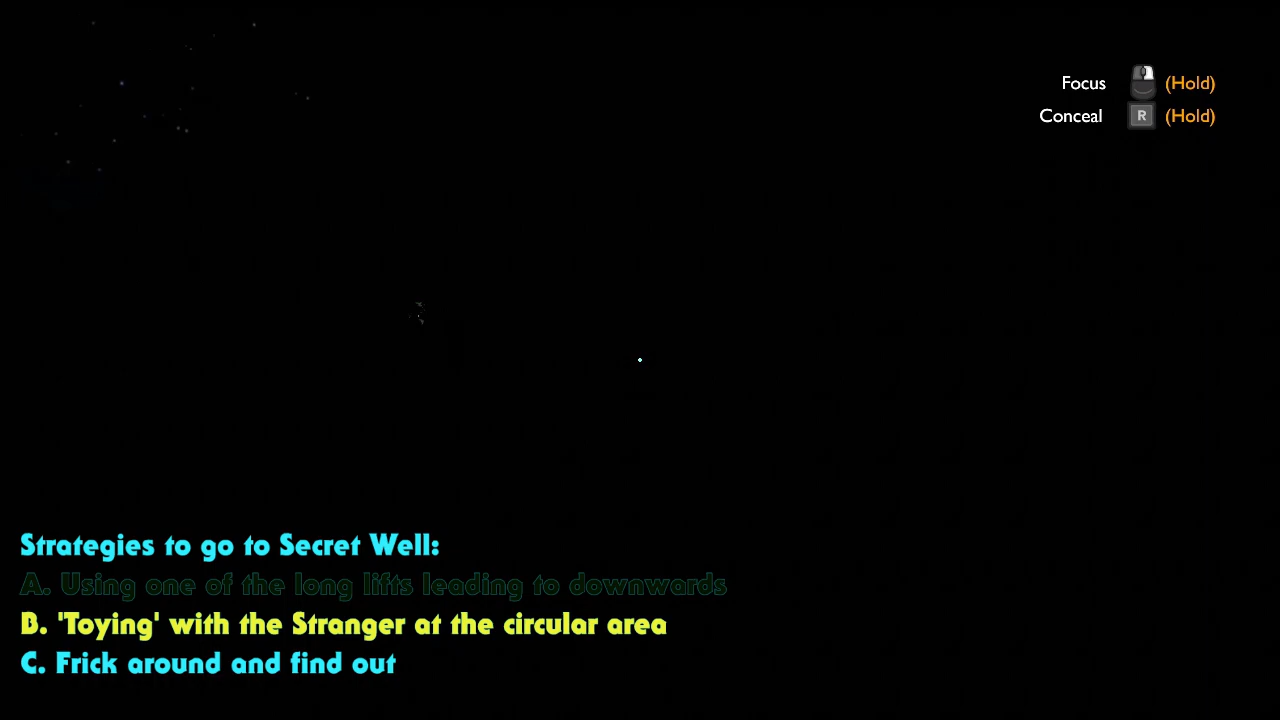 Focus (Hold)
Conceal R (Hold)
Strategies to go to Secret Well:
A. Using one of the long lifts leading to downwards
B. 'Toying' with the Stranger at the circular area
C. Frick around and find out